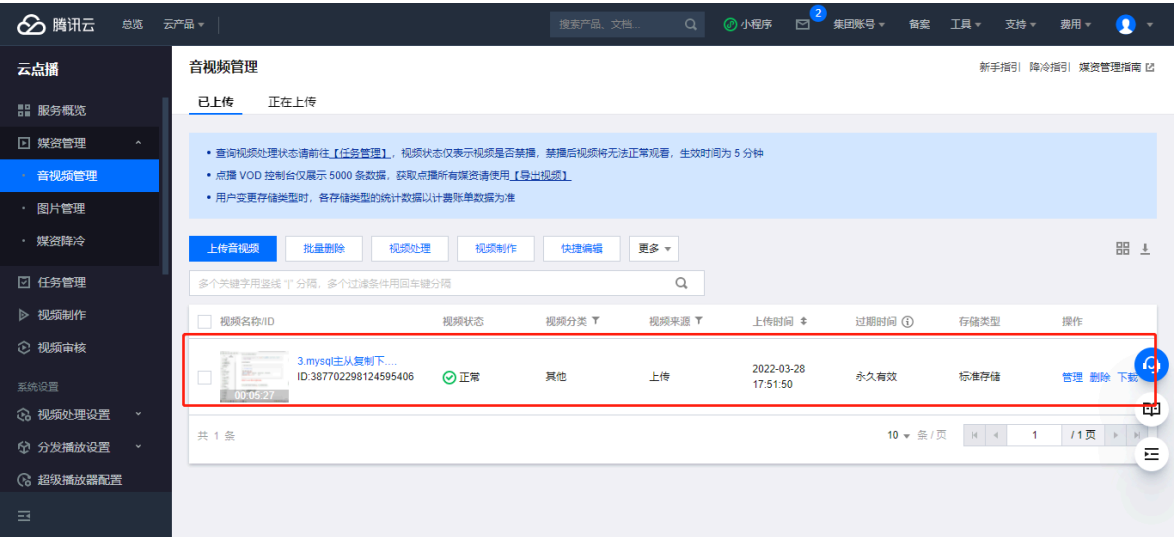 腾讯云 总览 云产品 搜索产品、文档... 小程序 2 集团账号 备案 工具 支持 费用
云点播
服务概览
媒资管理
音视频管理
图片管理
媒资降冷
任务管理
视频制作
视频审核
系统设置
视频处理设置
分发播放设置
超级播放器配置
音视频管理
新手指引 降冷指引 媒资管理指南
已上传 正在上传
• 查询视频处理状态请前往【任务管理】，视频状态仅表示视频是否禁播，禁播后视频将无法正常观看，生效时间为 5 分钟
• 点播 VOD 控制台仅展示 5000 条数据，获取点播所有媒资请使用【导出视频】
• 用户变更存储类型时，各存储类型的统计数据以计费账单数据为准
上传音视频 批量删除 视频处理 视频制作 快捷编辑 更多
多个关键字用竖线 "|" 分隔，多个过滤条件用回车键分隔
视频名称/ID 视频状态 视频分类 视频来源 上传时间 过期时间 存储类型 操作
00:05:27
3.mysql主从复制下....
ID:387702298124595406
正常 其他 上传
2022-03-28
17:51:50
永久有效 标准存储 管理 删除 下载
共 1 条 10 条 / 页 1 / 1 页